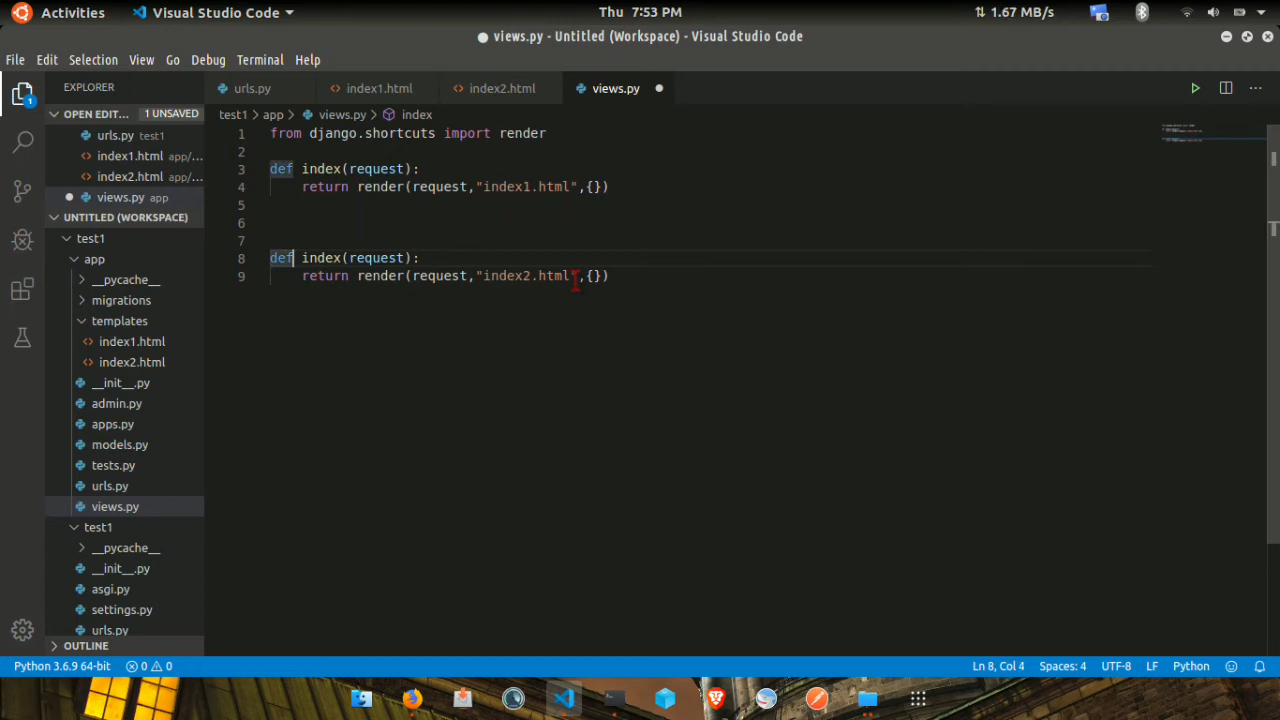 Activities
Visual Studio Code
Thu 7:53 PM
1.67 MB/s
views.py - Untitled (Workspace) - Visual Studio Code
File Edit Selection View Go Debug Terminal Help
EXPLORER
urls.py
index1.html
index2.html
views.py
OPEN EDIT... 1 UNSAVED
1
test1 > app > views.py > index
urls.py test1
index1.html app/...
index2.html app/...
views.py app
UNTITLED (WORKSPACE)
test1
app
__pycache__
migrations
templates
index1.html
index2.html
__init__.py
admin.py
apps.py
models.py
tests.py
urls.py
views.py
test1
__pycache__
__init__.py
asgi.py
settings.py
urls.py
OUTLINE
1 from django.shortcuts import render
2
3 def index(request):
4 return render(request,"index1.html",{})
5
6
7
8 def index(request):
9 return render(request,"index2.html",{})
Python 3.6.9 64-bit
0
0
Ln 8, Col 4
Spaces: 4
UTF-8
LF
Python